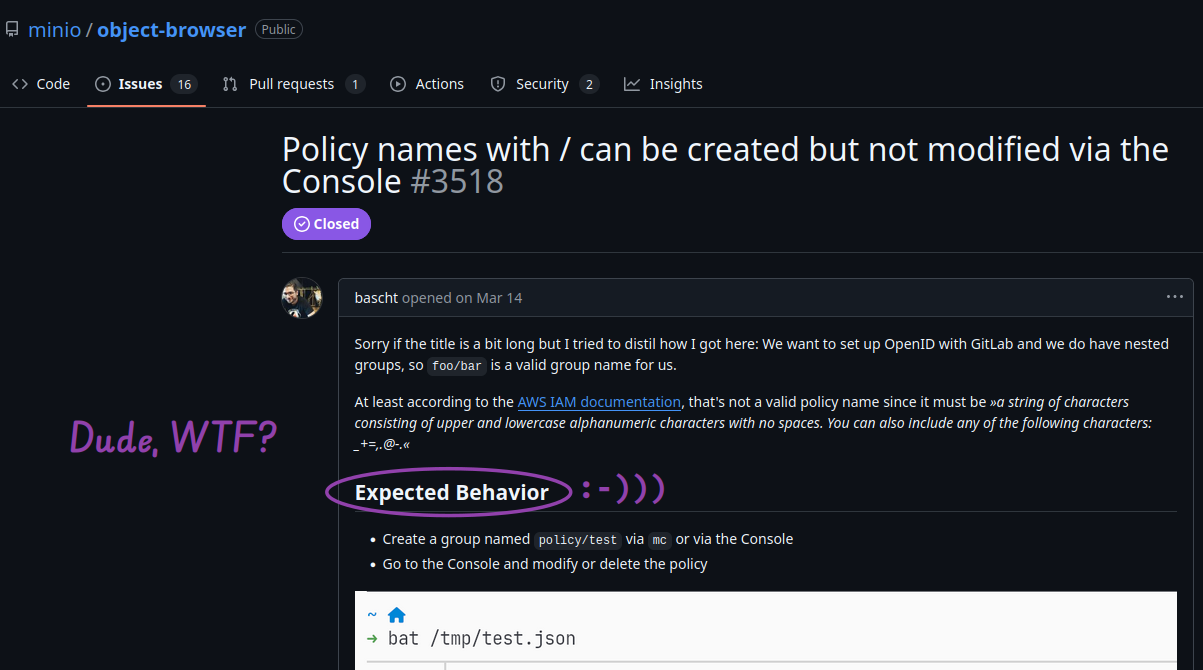 minio / object-browser Public
Code Issues 16 Pull requests 1 Actions Security 2 Insights
Policy names with / can be created but not modified via the
Console #3518
Closed
bascht opened on Mar 14 ...
Sorry if the title is a bit long but I tried to distil how I got here: We want to set up OpenID with GitLab and we do have nested
groups, so foo/bar is a valid group name for us.
At least according to the AWS IAM documentation, that's not a valid policy name since it must be »a string of characters
consisting of upper and lowercase alphanumeric characters with no spaces. You can also include any of the following characters:
_+=,.@-.«
Dude, WTF?
Expected Behavior :-)))
• Create a group named policy/test via mc or via the Console
• Go to the Console and modify or delete the policy
~
→ bat /tmp/test.json